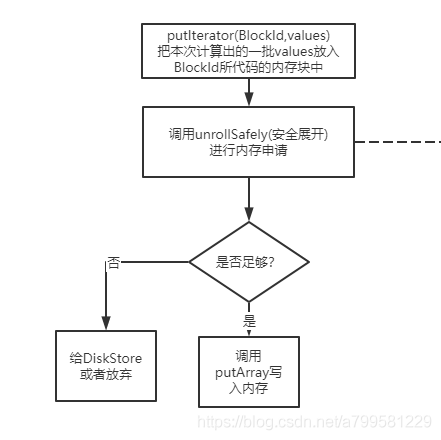 putIterator(BlockId,values)
把本次计算出的一批values放入
BlockId所代码的内存块中
调用unrollSafely(安全展开)
进行内存申请
是否足够？
否
是
给DiskStore
或者放弃
调用
putArray写
入内存
https://blog.csdn.net/a799581229